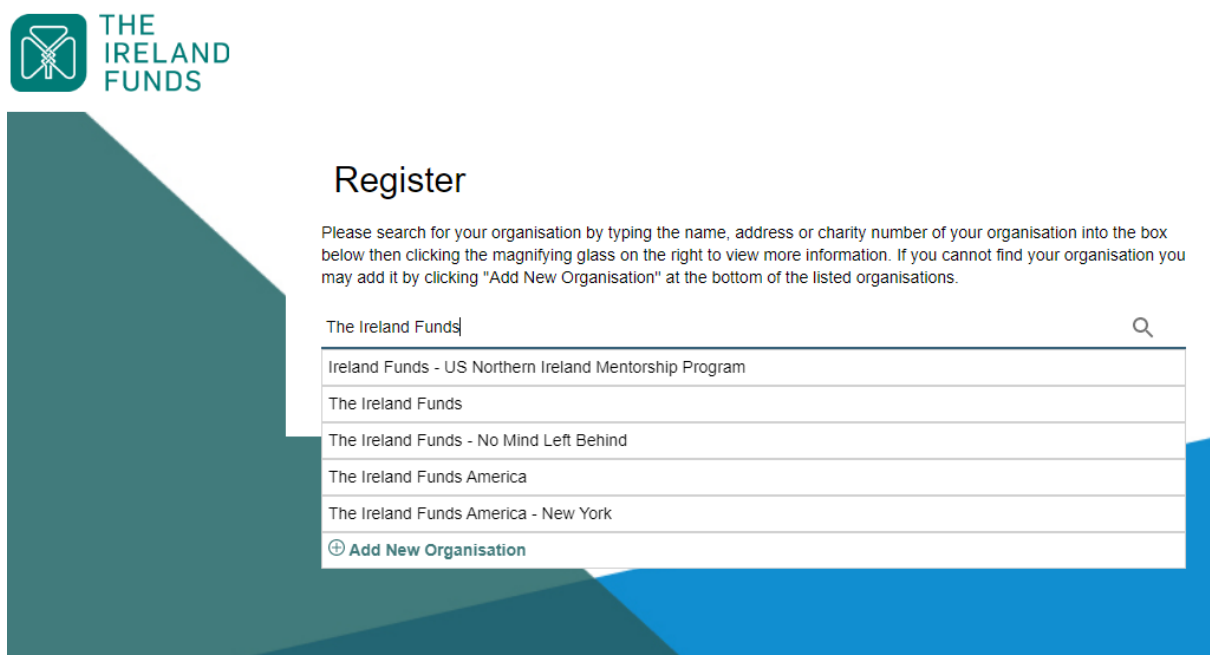 THE
IRELAND
FUNDS
Register
Please search for your organisation by typing the name, address or charity number of your organisation into the box
below then clicking the magnifying glass on the right to view more information. If you cannot find your organisation you
may add it by clicking "Add New Organisation" at the bottom of the listed organisations.
The Ireland Funds
Ireland Funds - US Northern Ireland Mentorship Program
The Ireland Funds
The Ireland Funds - No Mind Left Behind
The Ireland Funds America
The Ireland Funds America - New York
Add New Organisation